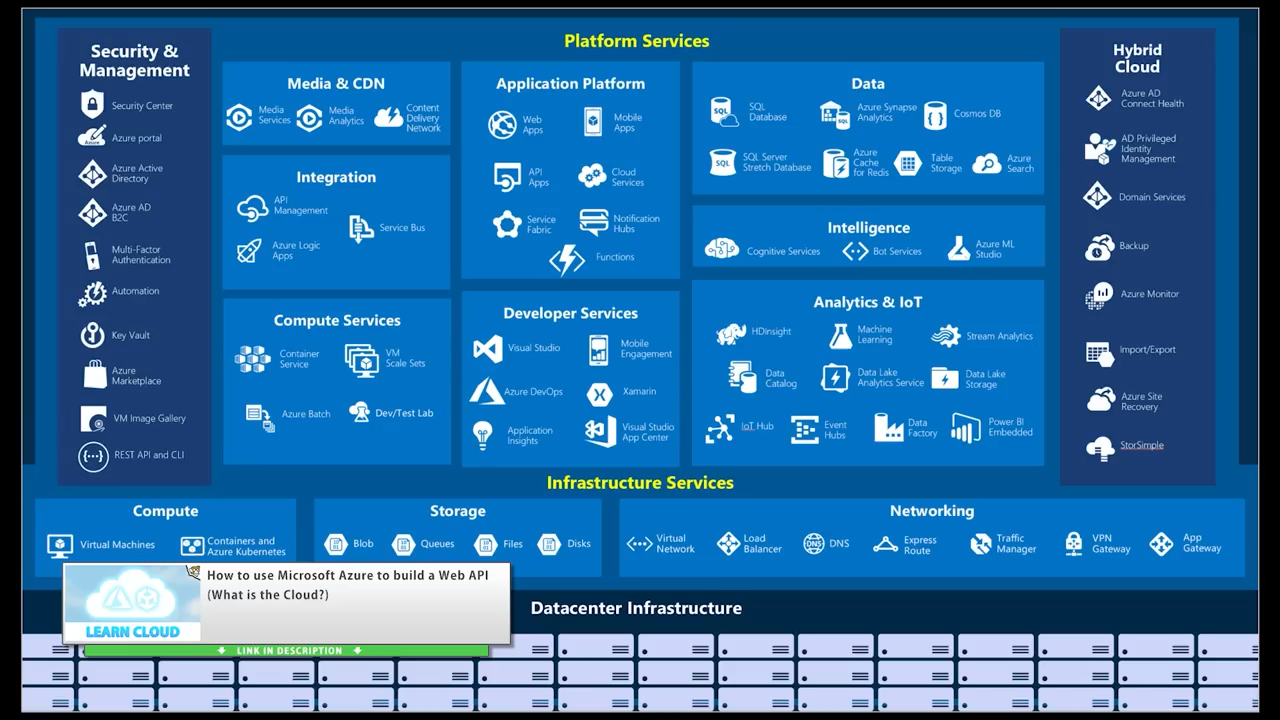 Platform Services
Security &
Management
Security Center
Azure portal
Azure
Azure Active
Directory
Azure AD
B2C
Multi-Factor
Authentication
Automation
Key Vault
Azure
Marketplace
VM Image Gallery
REST API and CLI
Media & CDN
Media
Services
Media
Analytics
Content
Delivery
Network
Integration
API
Management
Service Bus
Azure Logic
Apps
Compute Services
Container
Service
VM
Scale Sets
Azure Batch
Dev/Test Lab
Application Platform
Web
Apps
Mobile
Apps
API
Apps
Cloud
Services
Service
Fabric
Notification
Hubs
Functions
Developer Services
Visual Studio
Mobile
Engagement
Azure DevOps
Xamarin
Application
Insights
Visual Studio
App Center
Data
SQL
SQL
Database
SQL
Azure Synapse
Analytics
Cosmos DB
SQL
SQL Server
Stretch Database
Azure
Cache
for Redis
Table
Storage
Azure
Search
Intelligence
Cognitive Services
Bot Services
Azure ML
Studio
Analytics & IoT
HDInsight
Machine
Learning
Stream Analytics
Data
Catalog
Data Lake
Analytics Service
Data Lake
Storage
IoT Hub
Event
Hubs
Data
Factory
Power BI
Embedded
Hybrid
Cloud
Azure AD
Connect Health
AD Privileged
Identity
Management
Domain Services
Backup
Azure Monitor
Import/Export
Azure Site
Recovery
StorSimple
Infrastructure Services
Compute
Virtual Machines
Containers and
Azure Kubernetes
Storage
Blob
Queues
Files
Disks
Networking
Virtual
Network
Load
Balancer
DNS
DNS
Express
Route
Traffic
Manager
VPN
Gateway
App
Gateway
Datacenter Infrastructure
How to use Microsoft Azure to build a Web API
(What is the Cloud?)
LEARN CLOUD
LINK IN DESCRIPTION